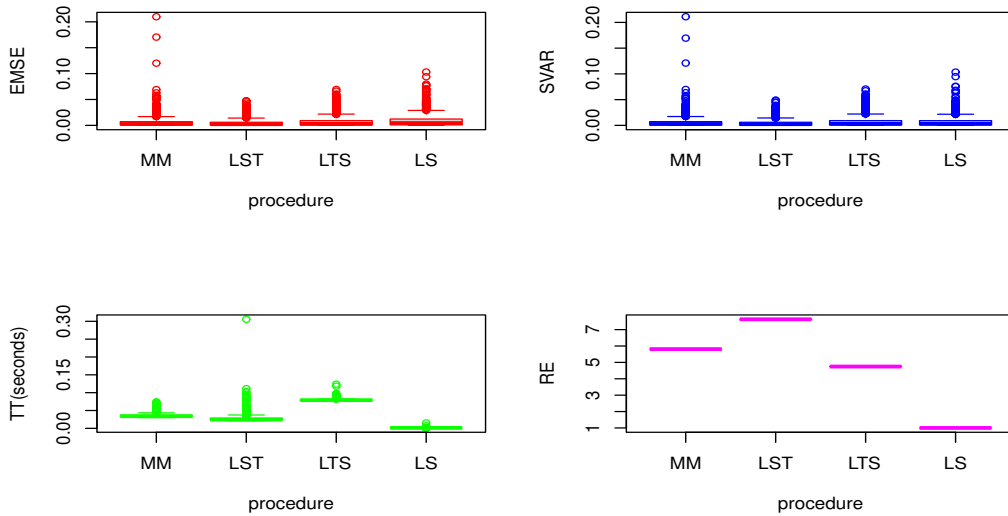 EMSE
0.20
0.10
0.00
MM LST LTS LS
procedure
SVAR
0.20
0.10
0.00
MM LST LTS LS
procedure
TT(seconds)
0.30
0.15
0.00
MM LST LTS LS
procedure
RE
7
5
3
1
MM LST LTS LS
procedure